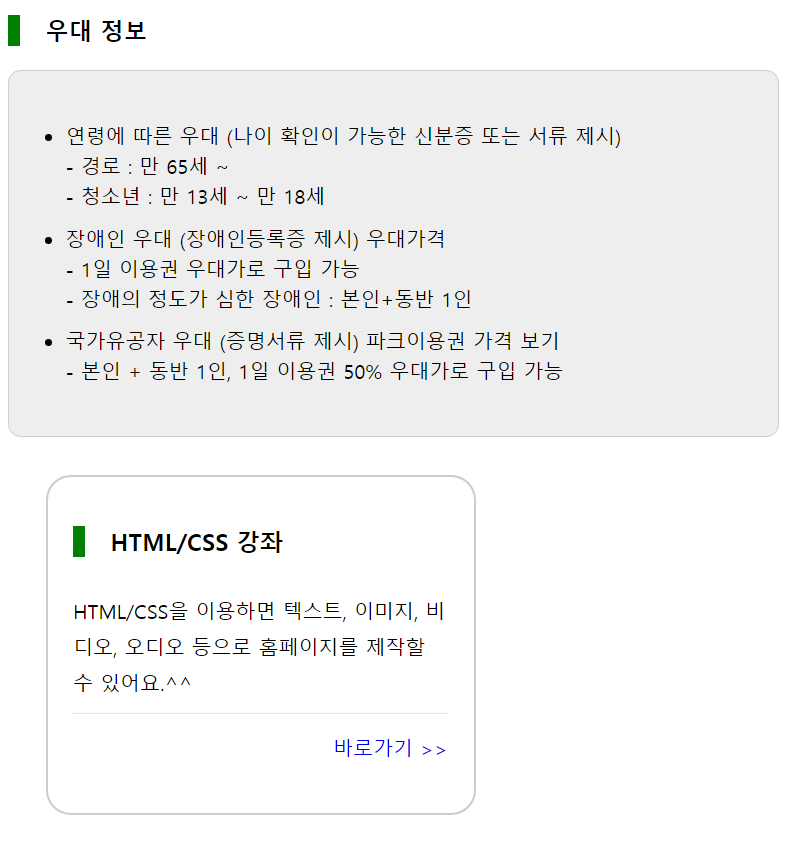 우대 정보
연령에 따른 우대 (나이 확인이 가능한 신분증 또는 서류 제시)
- 경로 : 만 65세 ~
- 청소년 : 만 13세 ~ 만 18세
장애인 우대 (장애인등록증 제시) 우대가격
- 1일 이용권 우대가로 구입 가능
- 장애의 정도가 심한 장애인 : 본인+동반 1인
국가유공자 우대 (증명서류 제시) 파크이용권 가격 보기
- 본인 + 동반 1인, 1일 이용권 50% 우대가로 구입 가능
HTML/CSS 강좌
HTML/CSS을 이용하면 텍스트, 이미지, 비
디오, 오디오 등으로 홈페이지를 제작할
수 있어요.^^
바로가기 >>